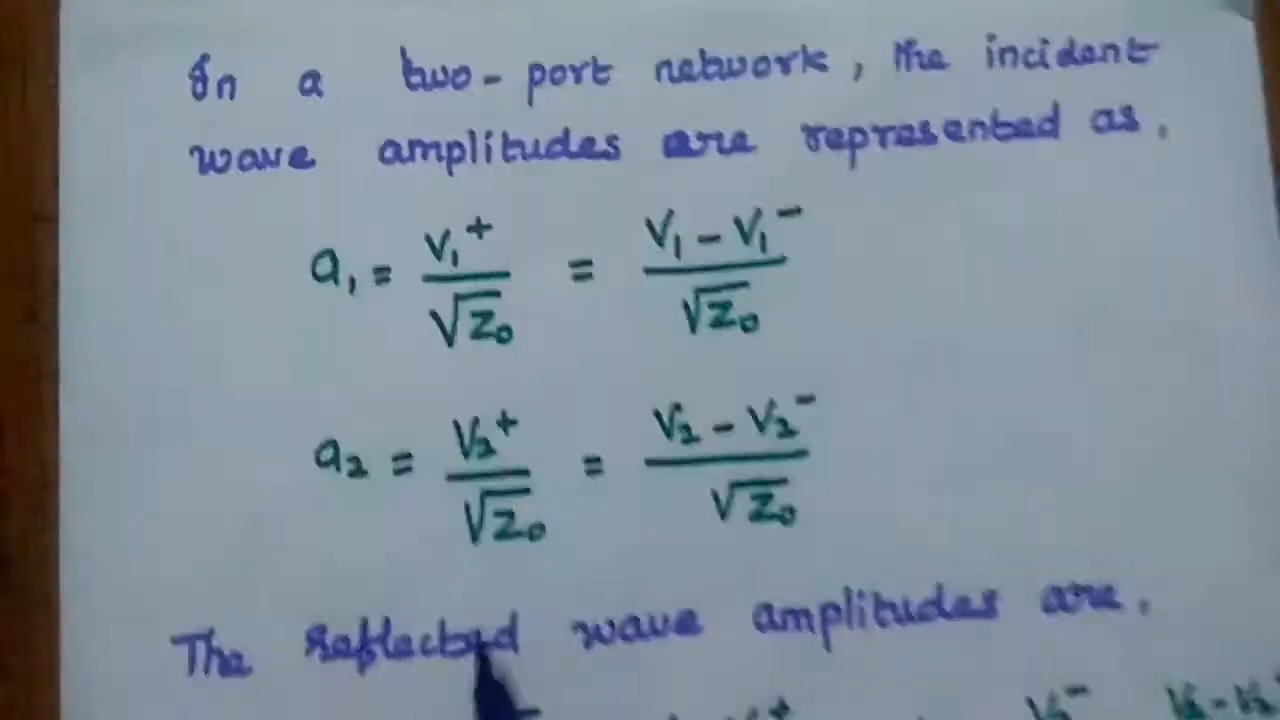 In a two-port network, the incident
wave amplitudes are represented as,
a₁ = V₁⁺/√Z₀ = V₁ - V₁⁻/√Z₀
a₂ = V₂⁺/√Z₀ = V₂ - V₂⁻/√Z₀
The reflected wave amplitudes are,